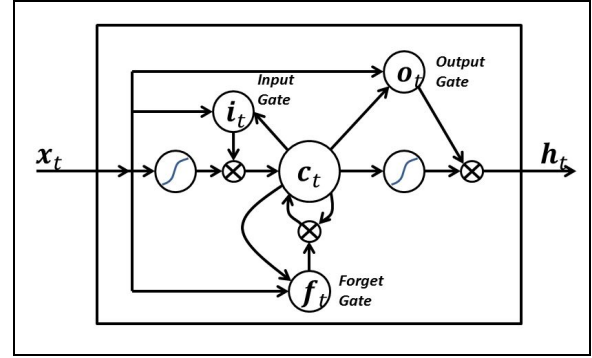 o_t
Output
Gate
Input
Gate
i_t
x_t
c_t
h_t
f_t
Forget
Gate